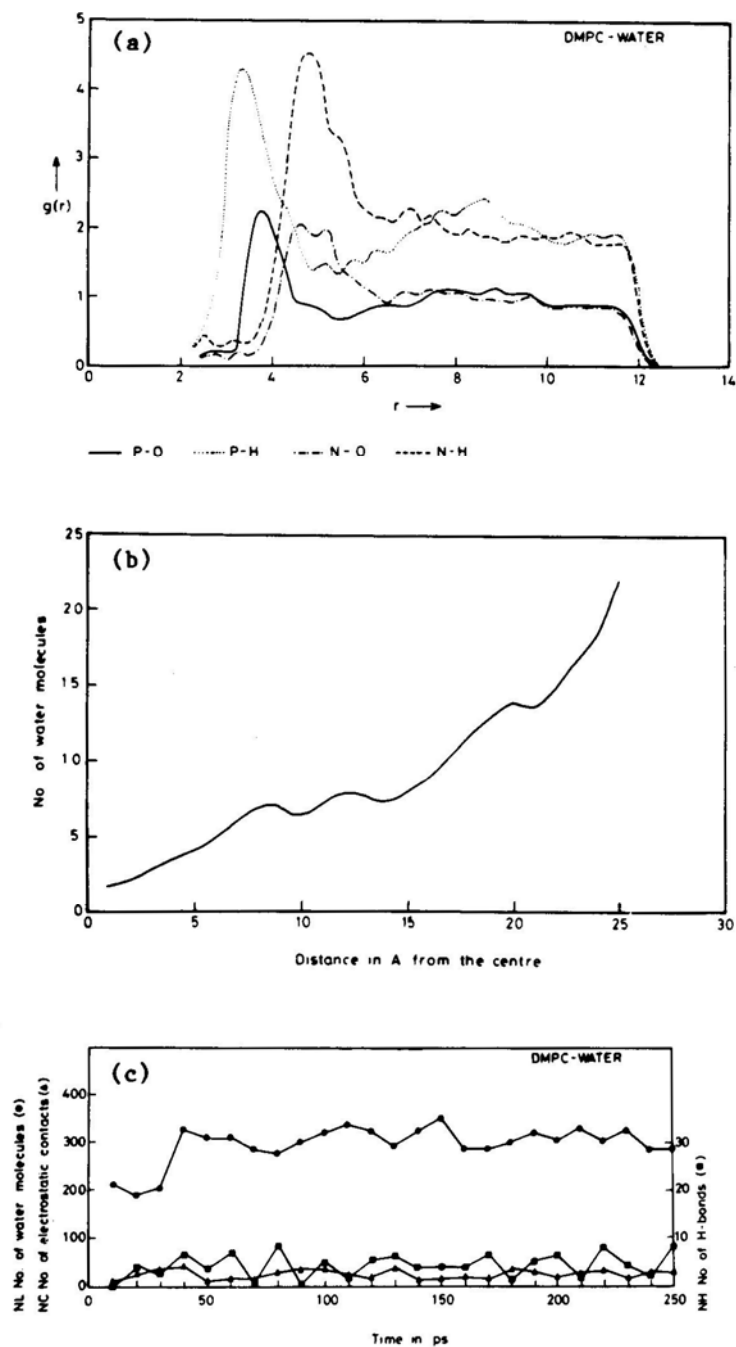 (a)
DMPC-WATER
5
4
3
2
1
0
g(r)
0 2 4 6 8 10 12 14
r
P-O P-H N-O N-H
(b)
25
20
15
10
5
0
No. of water molecules
0 5 10 15 20 25 30
Distance in A from the centre
(c)
DMPC-WATER
400
300
200
100
0
NL No. of water molecules (●)
NC No. of electrostatic contacts (▲)
30
20
10
NH No of H-bonds (■)
50 100 150 200 250
Time in ps